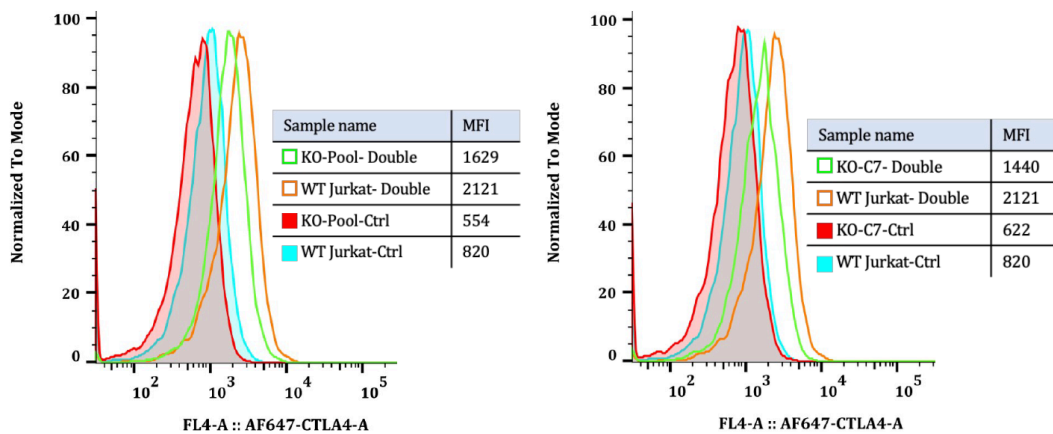 100
80
60
40
20
0
Normalized To Mode
10^2 10^3 10^4 10^5
FL4-A :: AF647-CTLA4-A
Sample name MFI
KO-Pool- Double 1629
WT Jurkat- Double 2121
KO-Pool-Ctrl 554
WT Jurkat-Ctrl 820
100
80
60
40
20
0
Normalized To Mode
10^2 10^3 10^4 10^5
FL4-A :: AF647-CTLA4-A
Sample name MFI
KO-C7- Double 1440
WT Jurkat- Double 2121
KO-C7-Ctrl 622
WT Jurkat-Ctrl 820